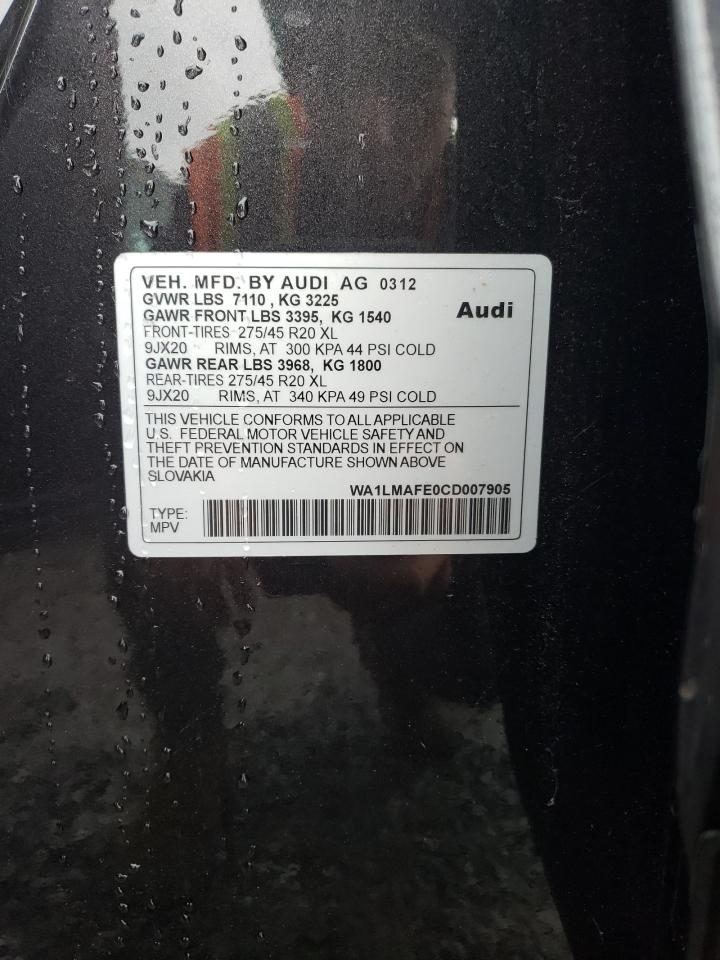 VEH. MFD. BY AUDI AG 0312
GVWR LBS 7110 , KG 3225
Audi
GAWR FRONT LBS 3395, KG 1540
FRONT-TIRES 275/45 R20 XL
9JX20 RIMS, AT 300 KPA 44 PSI COLD
GAWR REAR LBS 3968, KG 1800
REAR-TIRES 275/45 R20 XL
9JX20 RIMS, AT 340 KPA 49 PSI COLD
THIS VEHICLE CONFORMS TO ALL APPLICABLE
U.S. FEDERAL MOTOR VEHICLE SAFETY AND
THEFT PREVENTION STANDARDS IN EFFECT ON
THE DATE OF MANUFACTURE SHOWN ABOVE
SLOVAKIA
WA1LMAFE0CD007905
TYPE:
MPV